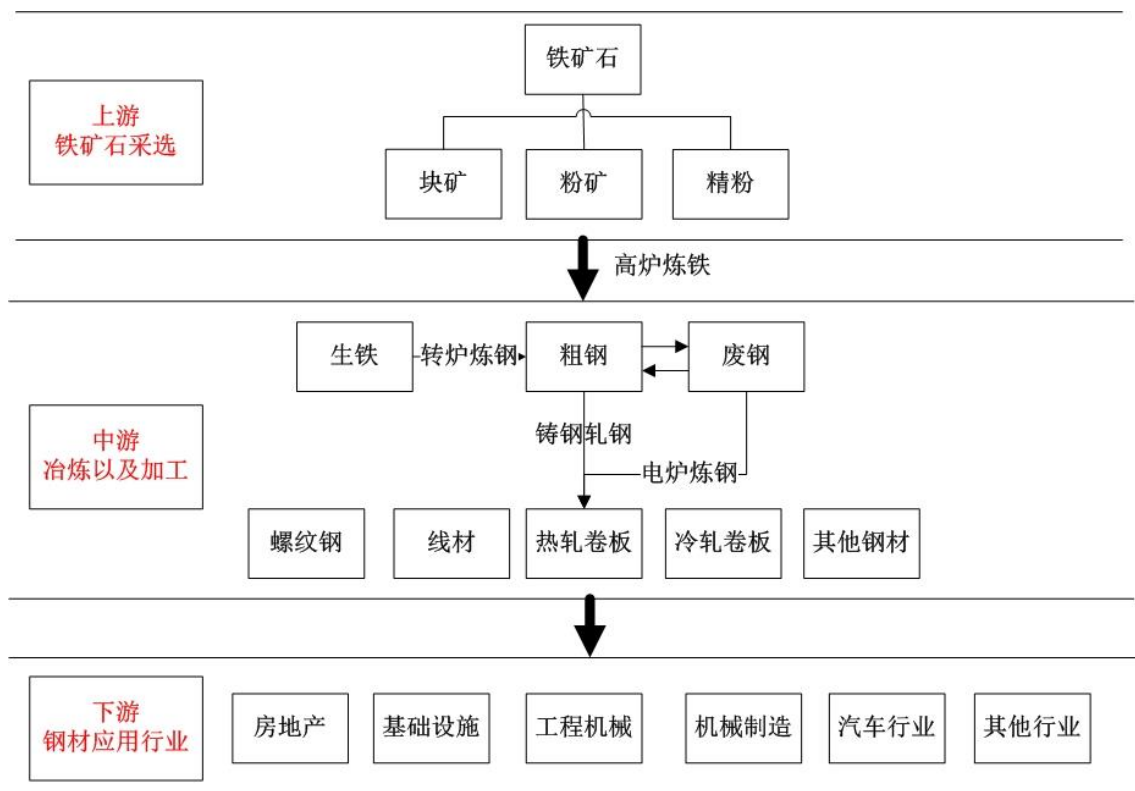 铁矿石
上游
铁矿石采选
块矿
粉矿
精粉
高炉炼铁
生铁
转炉炼钢
粗钢
废钢
铸钢轧钢
中游
冶炼以及加工
电炉炼钢
螺纹钢
线材
热轧卷板
冷轧卷板
其他钢材
下游
钢材应用行业
房地产
基础设施
工程机械
机械制造
汽车行业
其他行业